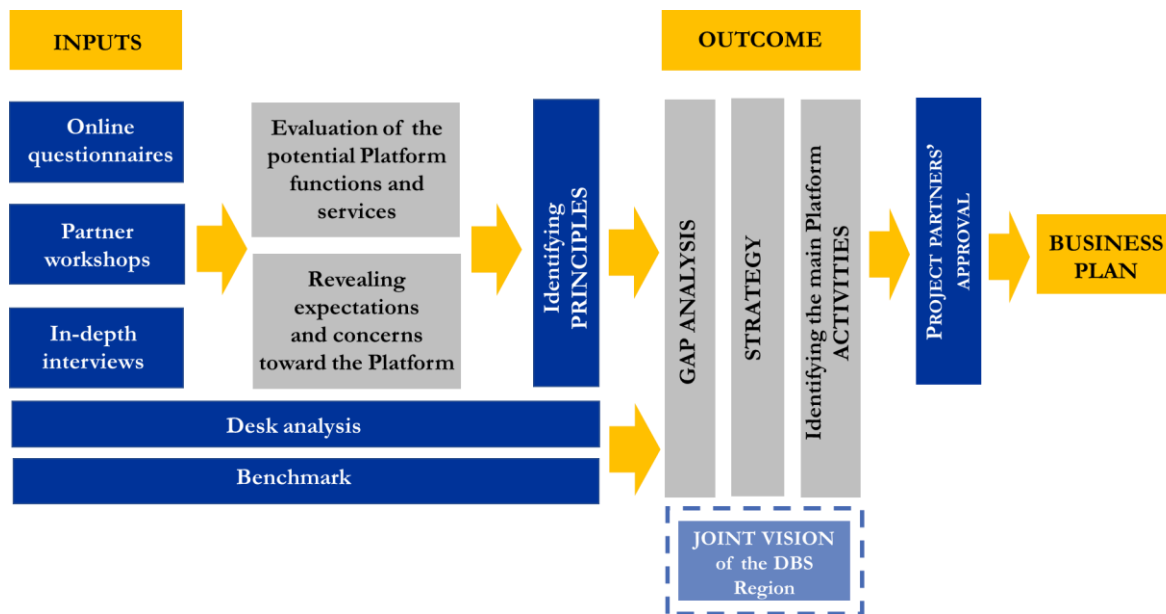 INPUTS
OUTCOME
Online
questionnaires
Partner
workshops
In-depth
interviews
Evaluation of the
potential Platform
functions and
services
Revealing
expectations
and concerns
toward the Platform
Identifying
PRINCIPLES
Desk analysis
Benchmark
GAP ANALYSIS
STRATEGY
Identifying the main Platform
ACTIVITIES
JOINT VISION
of the DBS
Region
PROJECT PARTNERS’
APPROVAL
BUSINESS
PLAN